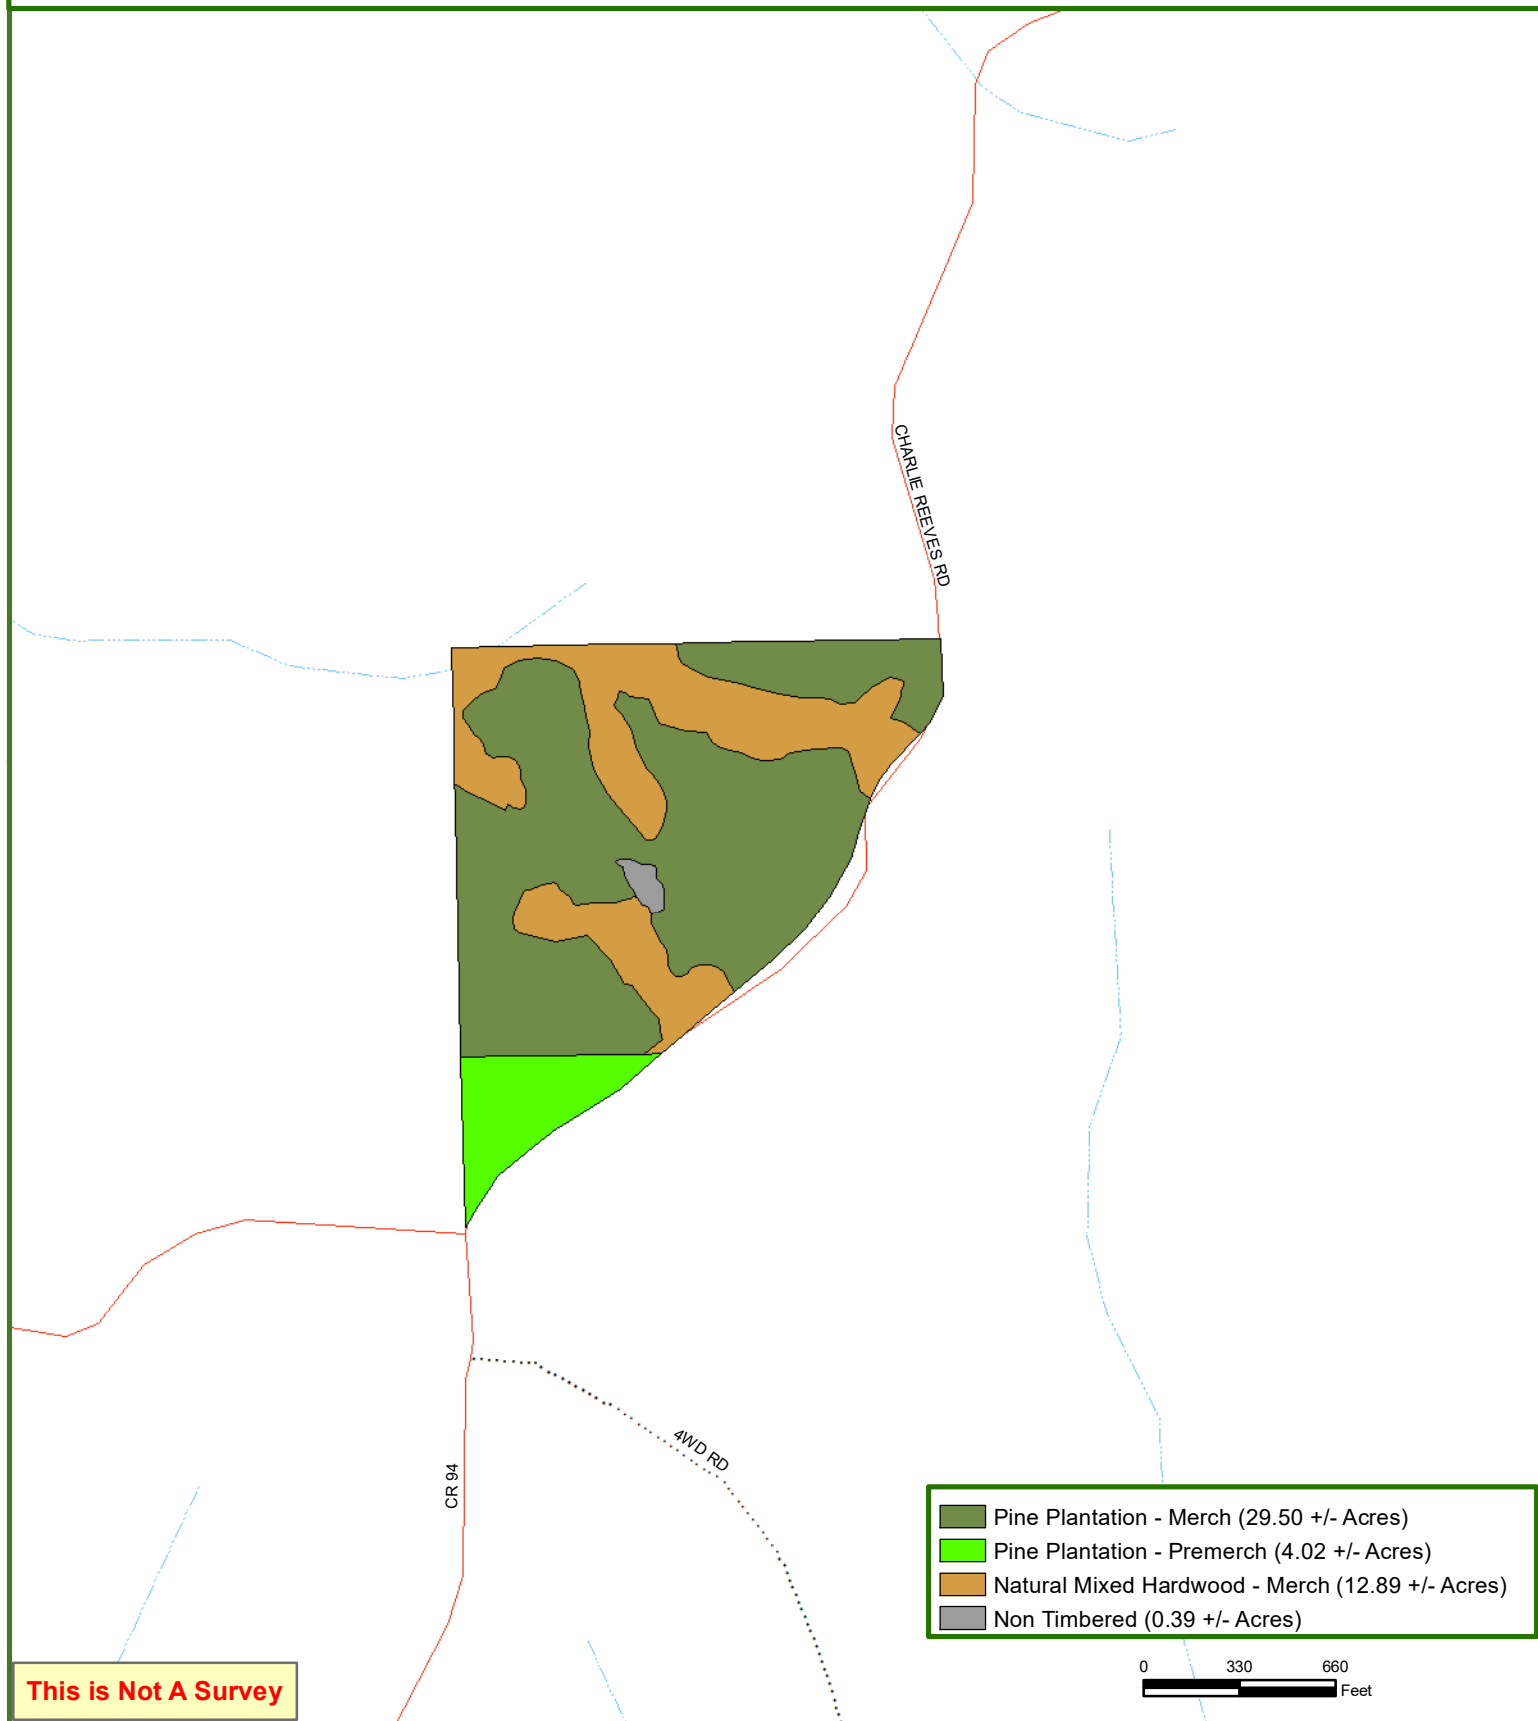 CHARLIE REEVES RD
4WD RD
CR 94
Pine Plantation - Merch (29.50 +/- Acres)
Pine Plantation - Premerch (4.02 +/- Acres)
Natural Mixed Hardwood - Merch (12.89 +/- Acres)
Non Timbered (0.39 +/- Acres)
0 330 660
Feet
This is Not A Survey